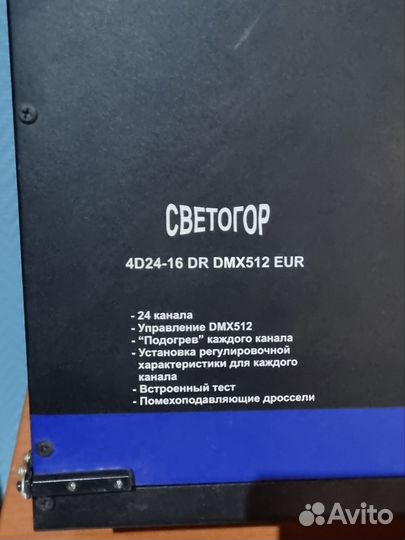 СВЕТОГОР
4D24-16 DR DMX512 EUR
- 24 канала
- Управление DMX512
- "Подогрев" каждого канала
- Установка регулировочной
характеристики для каждого
канала
- Встроенный тест
- Помехоподавляющие дроссели
Avito